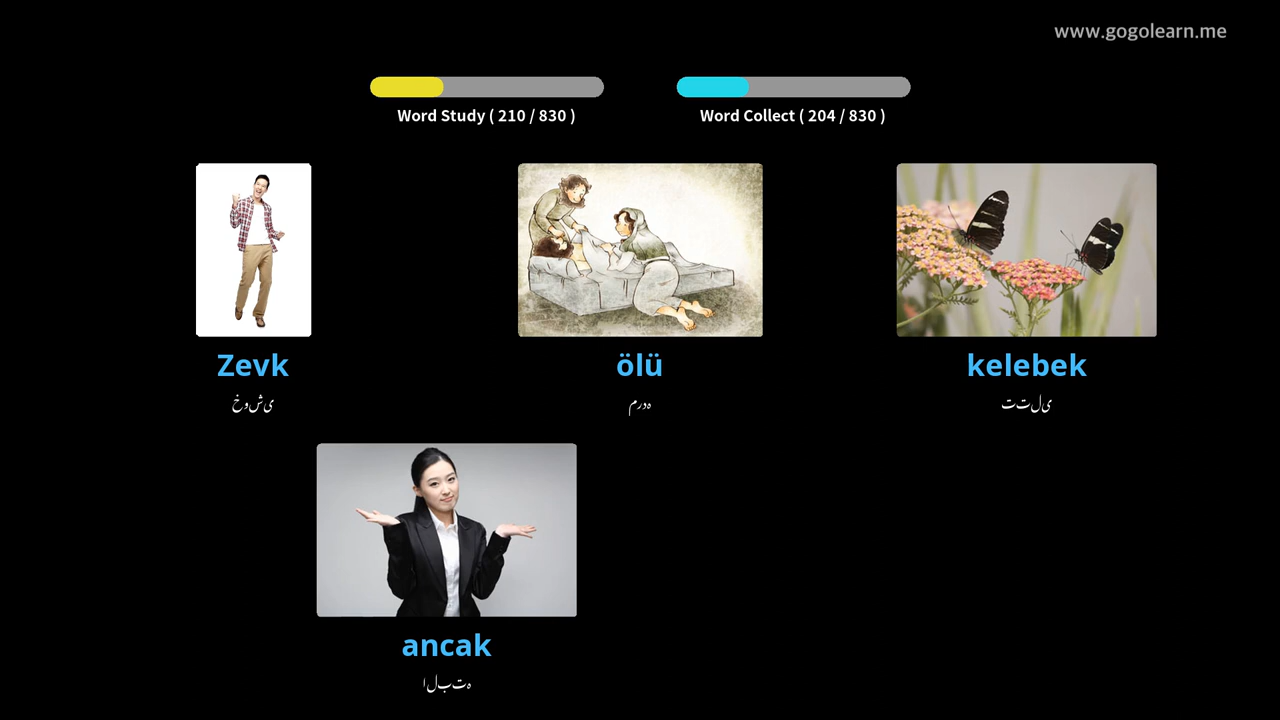 www.gogolearn.me
Word Study ( 210 / 830 )
Word Collect ( 204 / 830 )
Zevk
خوشی
ölü
مردہ
kelebek
تتلی
ancak
البتہ